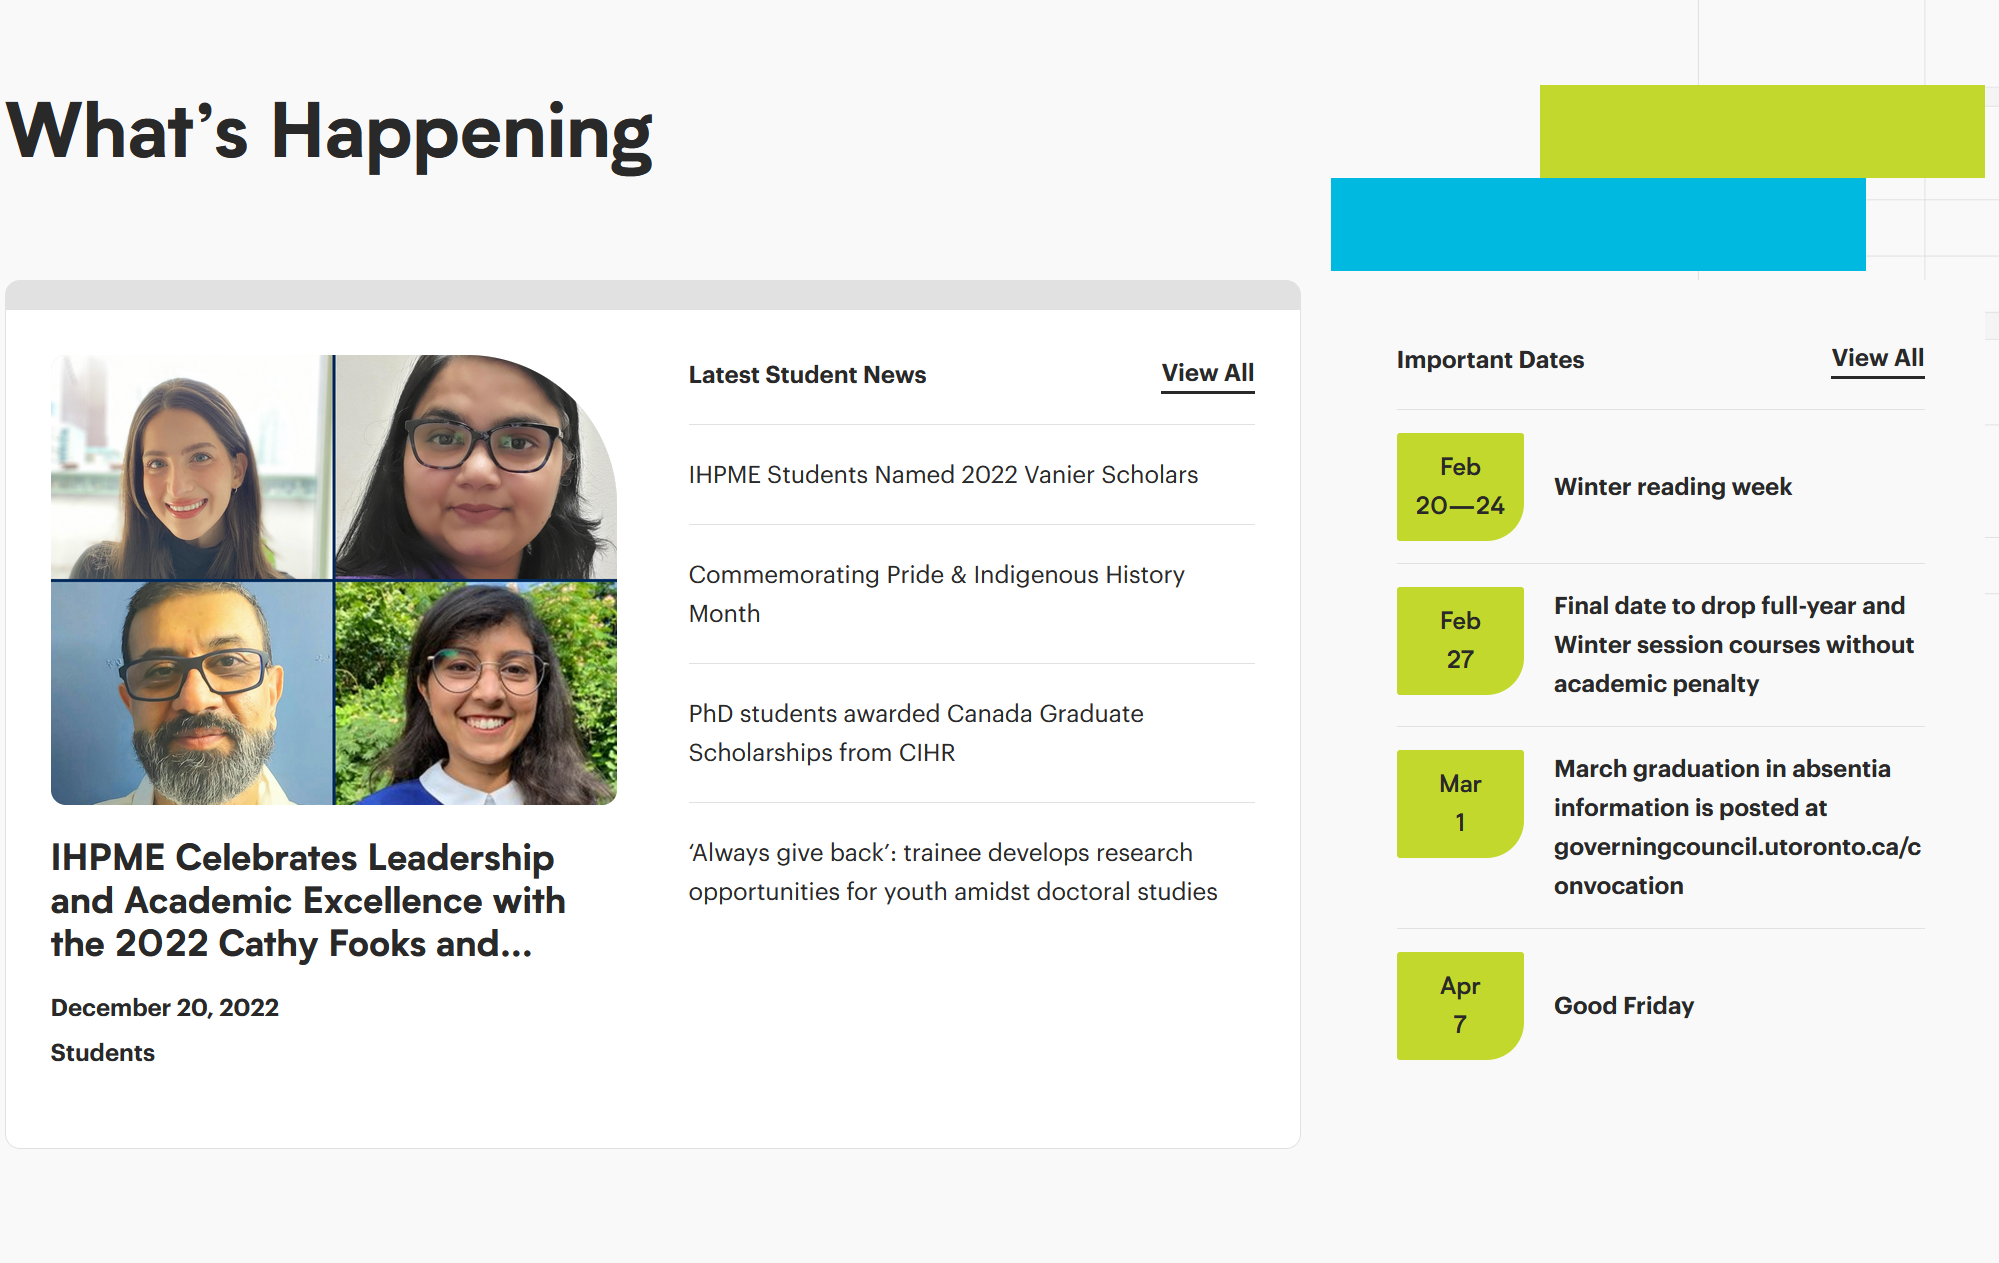 What’s Happening
IHPME Celebrates Leadership
and Academic Excellence with
the 2022 Cathy Fooks and...
December 20, 2022
Students
Latest Student News
View All
IHPME Students Named 2022 Vanier Scholars
Commemorating Pride & Indigenous History
Month
PhD students awarded Canada Graduate
Scholarships from CIHR
‘Always give back’: trainee develops research
opportunities for youth amidst doctoral studies
Important Dates
View All
Feb
20—24
Winter reading week
Feb
27
Final date to drop full-year and
Winter session courses without
academic penalty
Mar
1
March graduation in absentia
information is posted at
governingcouncil.utoronto.ca/c
onvocation
Apr
7
Good Friday